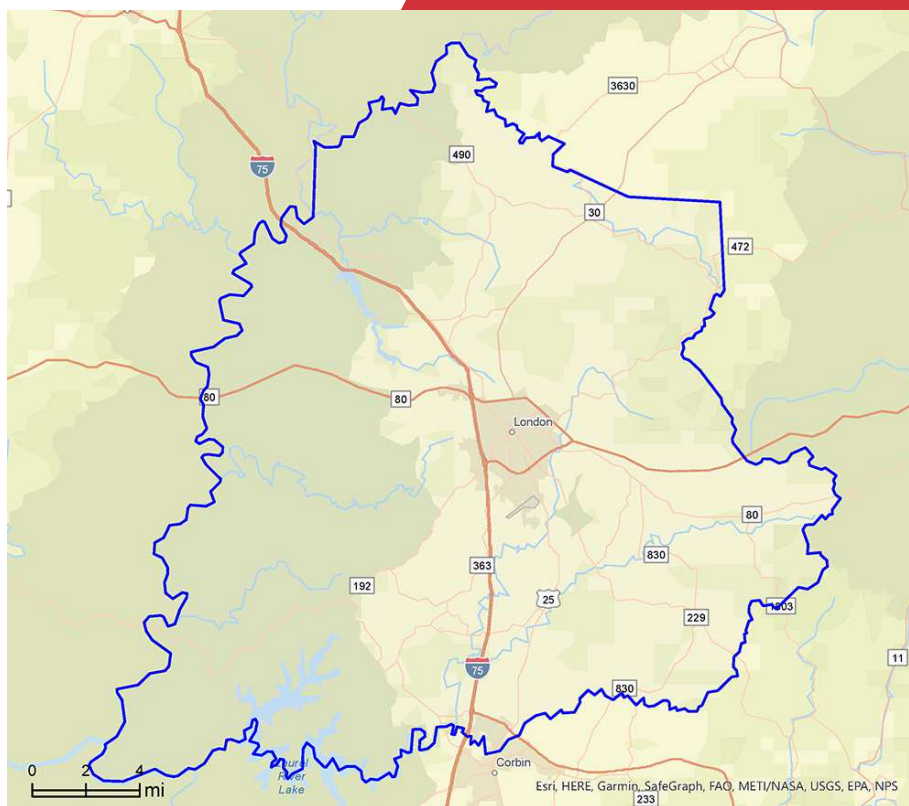 3630
490
75
30
472
80
80
London
80
363
830
192
25
1803
229
75
11
830
Laurel
River
Lake
0 2 4
mi
Corbin
Esri, HERE, Garmin, SafeGraph, FAO, METI/NASA, USGS, EPA, NPS
233